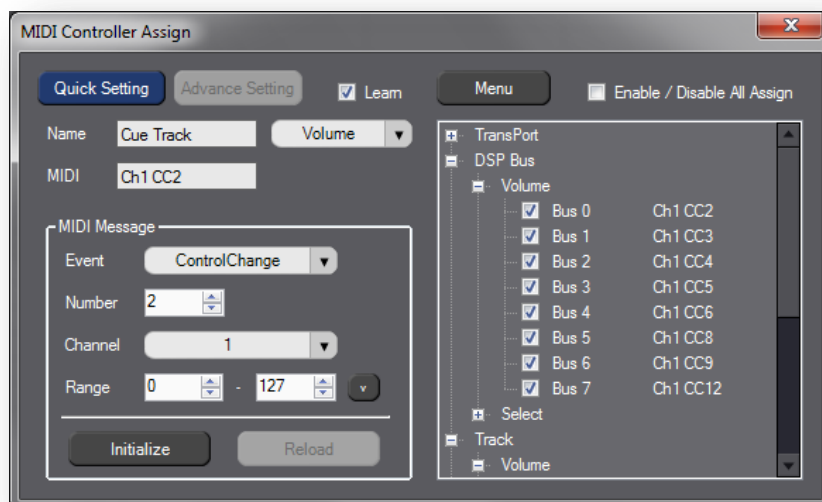 MIDI Controller Assign
Quick Setting
Advance Setting
Learn
Menu
Enable / Disable All Assign
Name
Cue Track
Volume
MIDI
Ch1 CC2
MIDI Message
Event
ControlChange
Number
2
Channel
1
Range
0
-
127
v
Initialize
Reload
TransPort
DSP Bus
Volume
Bus 0 Ch1 CC2
Bus 1 Ch1 CC3
Bus 2 Ch1 CC4
Bus 3 Ch1 CC5
Bus 4 Ch1 CC6
Bus 5 Ch1 CC8
Bus 6 Ch1 CC9
Bus 7 Ch1 CC12
Select
Track
Volume